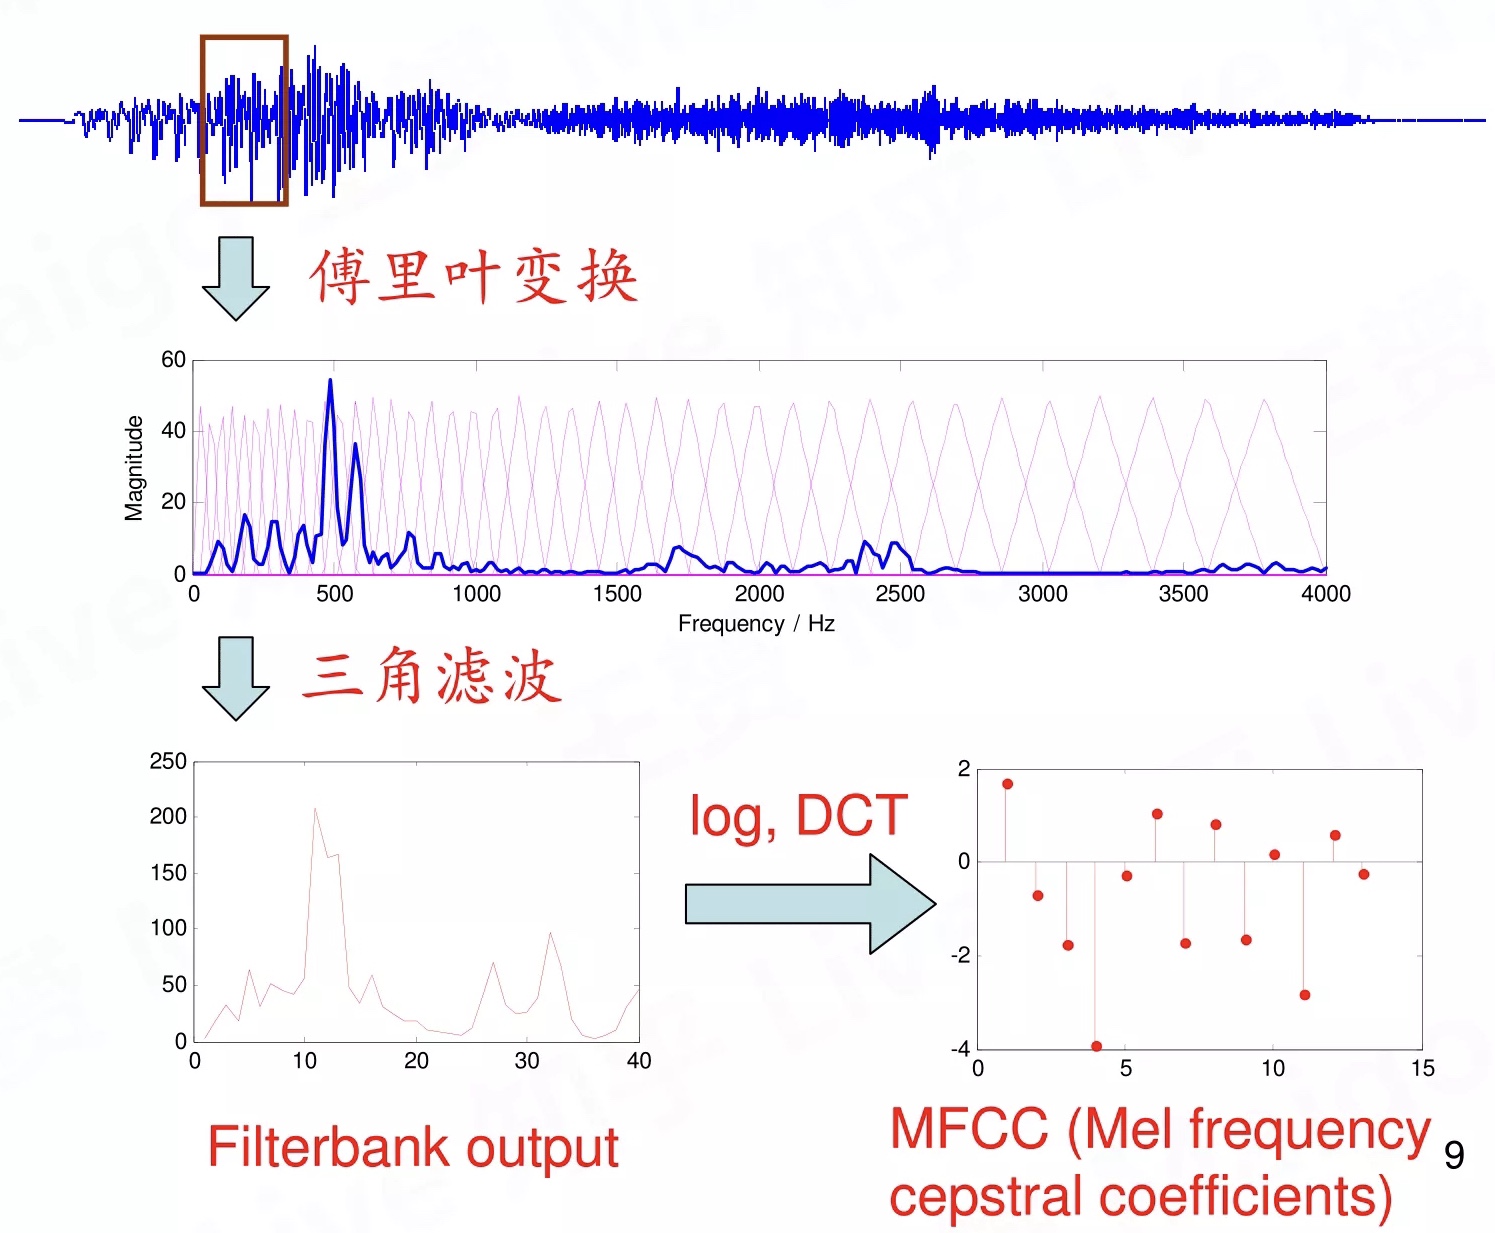 傅里叶变换
60
40
20
0
Magnitude
0 500 1000 1500 2000 2500 3000 3500 4000
Frequency / Hz
三角滤波
250
200
150
100
50
0
0 10 20 30 40
Filterbank output
log, DCT
2
0
-2
-4
0 5 10 15
MFCC (Mel frequency
cepstral coefficients)
9